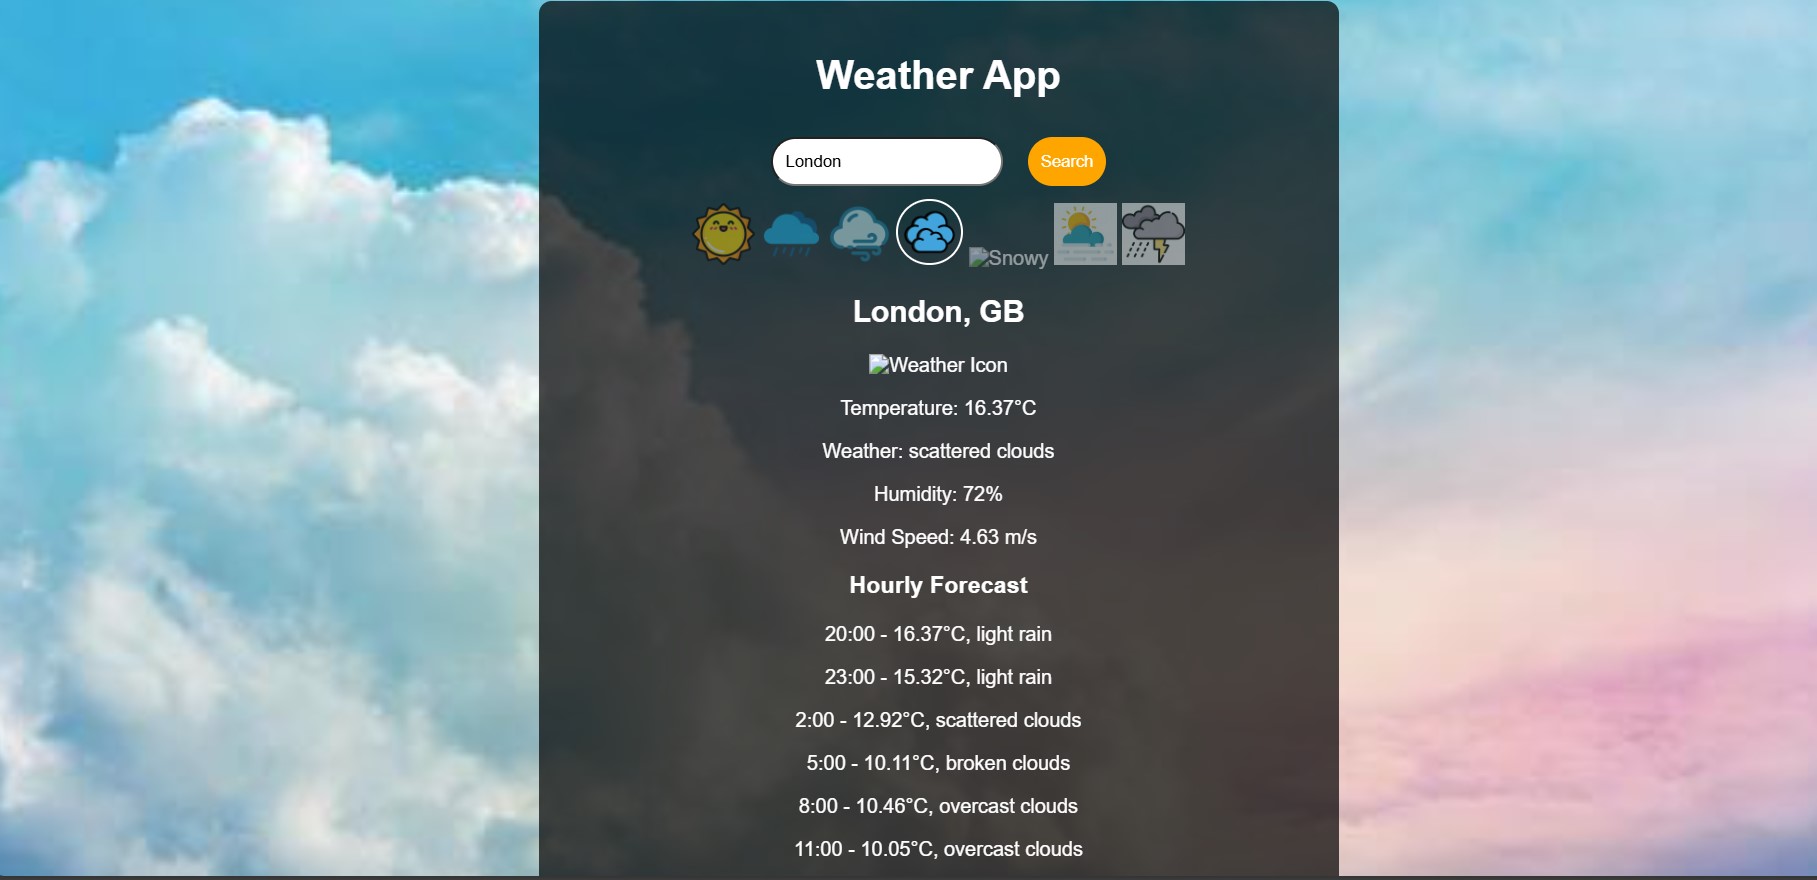 Weather App
London
Search
Snowy
London, GB
Weather Icon
Temperature: 16.37°C
Weather: scattered clouds
Humidity: 72%
Wind Speed: 4.63 m/s
Hourly Forecast
20:00 - 16.37°C, light rain
23:00 - 15.32°C, light rain
2:00 - 12.92°C, scattered clouds
5:00 - 10.11°C, broken clouds
8:00 - 10.46°C, overcast clouds
11:00 - 10.05°C, overcast clouds